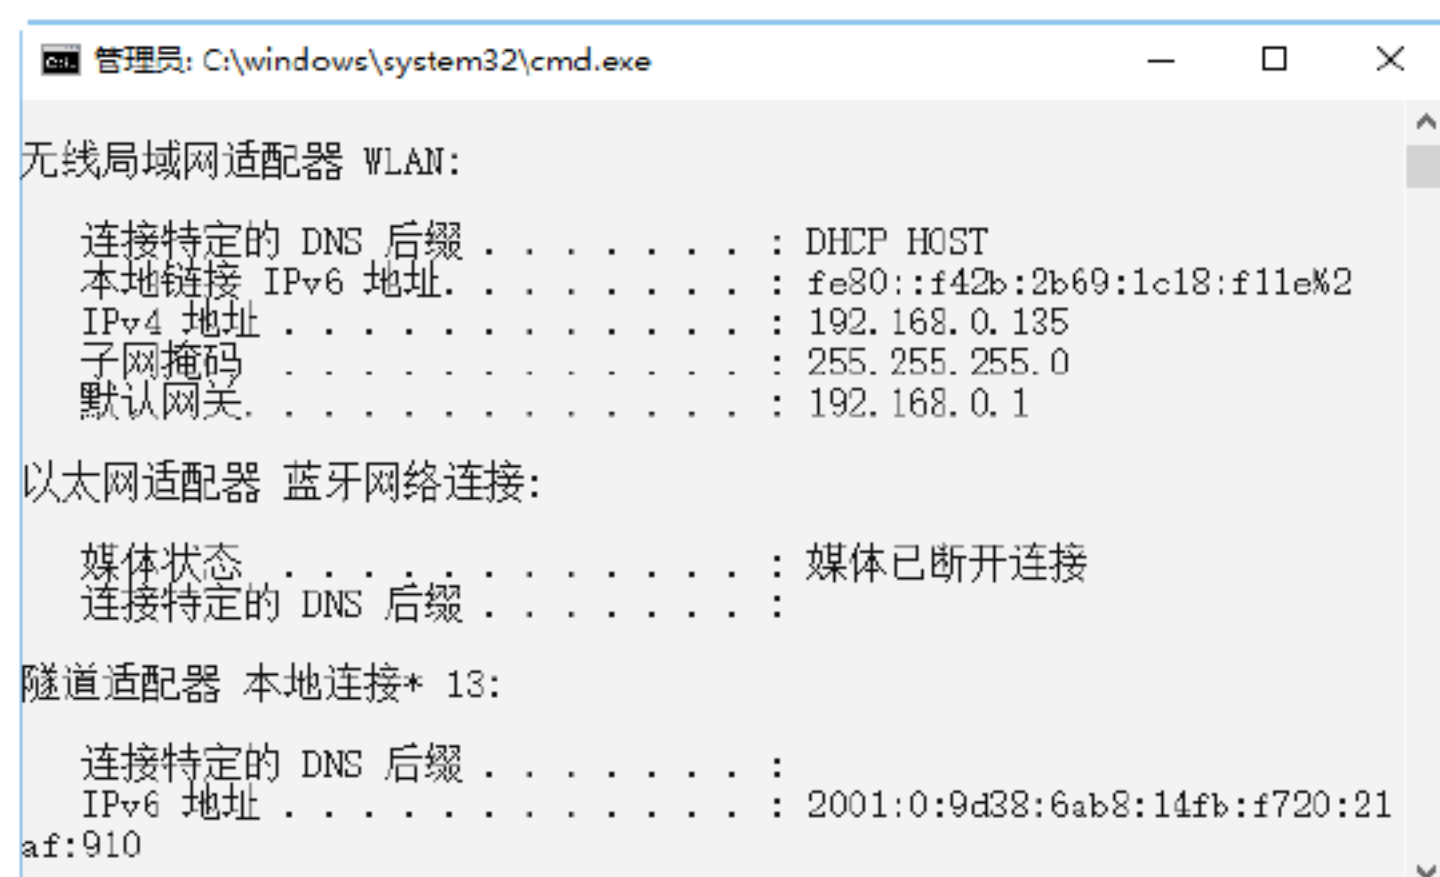 管理员: C:\windows\system32\cmd.exe
无线局域网适配器 WLAN:
连接特定的 DNS 后缀 . . . . . . . : DHCP HOST
本地链接 IPv6 地址. . . . . . . . : fe80::f42b:2b69:1c18:f11e%2
IPv4 地址 . . . . . . . . . . . . : 192.168.0.135
子网掩码  . . . . . . . . . . . . : 255.255.255.0
默认网关. . . . . . . . . . . . . : 192.168.0.1
以太网适配器 蓝牙网络连接:
媒体状态  . . . . . . . . . . . . : 媒体已断开连接
连接特定的 DNS 后缀 . . . . . . . :
隧道适配器 本地连接* 13:
连接特定的 DNS 后缀 . . . . . . . :
IPv6 地址 . . . . . . . . . . . . : 2001:0:9d38:6ab8:14fb:f720:21
af:910